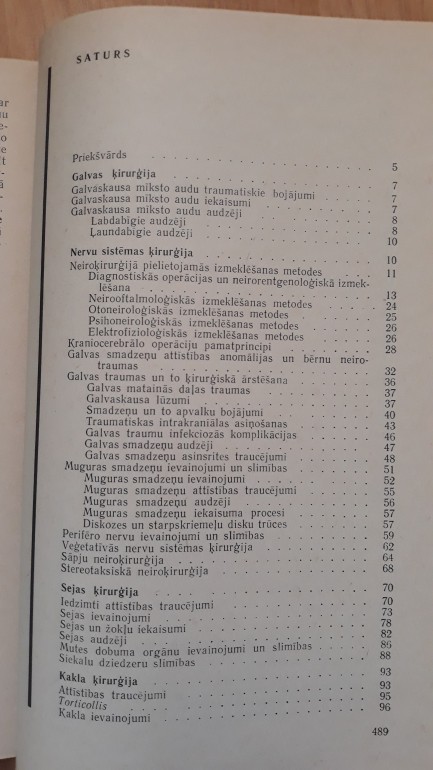 SATURS
Priekšvārds . . . 5
Galvas ķirurģija . . . 7
Galvaskausa mīksto audu traumatiskie bojājumi . . . 7
Galvaskausa mīksto audu iekaisumi . . . 7
Galvaskausa mīksto audu audzēji . . . 8
Labdabīgie audzēji . . . 8
Ļaundabīgie audzēji . . . 10
Nervu sistēmas ķirurģija . . . 10
Neiroķirurģijā pielietojamās izmeklēšanas metodes . . . 11
Diagnostiskās operācijas un neirorentgenoloģiskā izmek-
lēšana . . . 13
Neirooftalmoloģiskās izmeklēšanas metodes . . . 24
Otoneiroloģiskās izmeklēšanas metodes . . . 25
Psihoneiroloģiskās izmeklēšanas metodes . . . 26
Elektrofizioloģiskās izmeklēšanas metodes . . . 26
Kraniocerebrālo operāciju pamatprincipi . . . 28
Galvas smadzeņu attīstības anomālijas un bērnu neiro-
traumas . . . 32
Galvas traumas un to ķirurģiskā ārstēšana . . . 36
Galvas matainās daļas traumas . . . 37
Galvaskausa lūzumi . . . 37
Smadzeņu un to apvalku bojājumi . . . 40
Traumatiskas intrakraniālas asiņošanas . . . 43
Galvas traumu infekciozās komplikācijas . . . 46
Galvas smadzeņu audzēji . . . 47
Galvas smadzeņu asinsrites traucējumi . . . 48
Muguras smadzeņu ievainojumi un slimības . . . 51
Muguras smadzeņu ievainojumi . . . 52
Muguras smadzeņu attīstības traucējumi . . . 55
Muguras smadzeņu audzēji . . . 56
Muguras smadzeņu iekaisuma procesi . . . 57
Diskozes un starpskriemeļu disku trūces . . . 57
Perifēro nervu ievainojumi un slimības . . . 59
Veģetatīvās nervu sistēmas ķirurģija . . . 62
Sāpju neiroķirurģija . . . 64
Stereotaksiskā neiroķirurģija . . . 68
Sejas ķirurģija . . . 70
Iedzimti attīstības traucējumi . . . 70
Sejas ievainojumi . . . 73
Sejas un žokļu iekaisumi . . . 78
Sejas audzēji . . . 82
Mutes dobuma orgānu ievainojumi un slimības . . . 86
Siekalu dziedzeru slimības . . . 88
Kakla ķirurģija . . . 93
Attīstības traucējumi . . . 93
Torticollis . . . 95
Kakla ievainojumi . . . 96
489